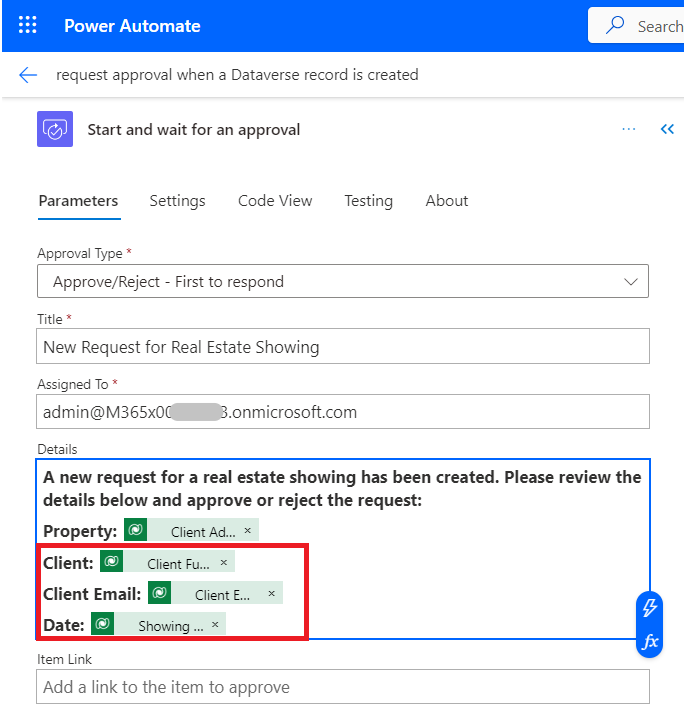 Power Automate
Search
request approval when a Dataverse record is created
Start and wait for an approval
Parameters Settings Code View Testing About
Approval Type *
Approve/Reject - First to respond
Title *
New Request for Real Estate Showing
Assigned To *
admin@M365x00 3.onmicrosoft.com
Details
A new request for a real estate showing has been created. Please review the
details below and approve or reject the request:
Property: Client Ad... ×
Client: Client Fu... ×
Client Email: Client E... ×
Date: Showing ... ×
fx
Item Link
Add a link to the item to approve